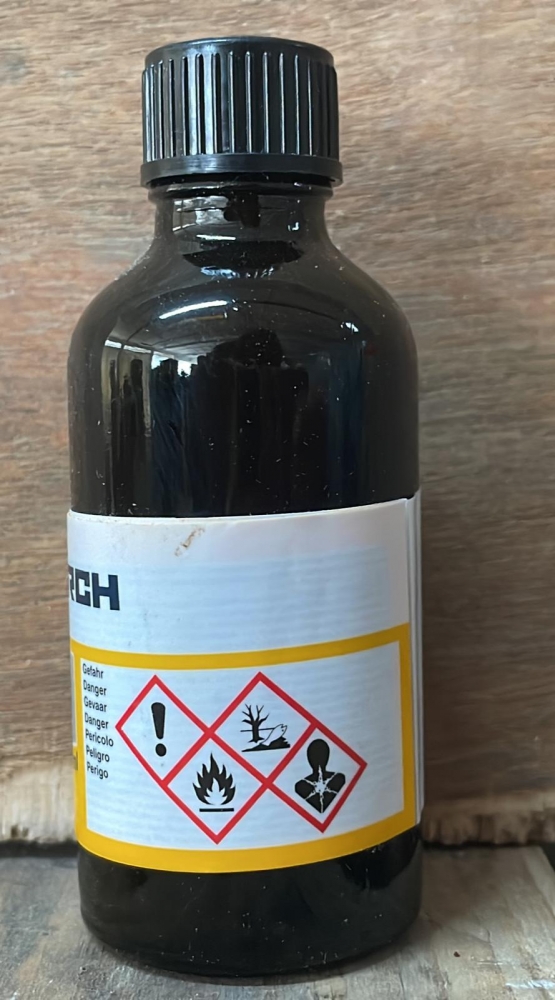 RCH
Gefahr
Danger
Gevaar
Danger
Pericolo
Peligro
Perigo